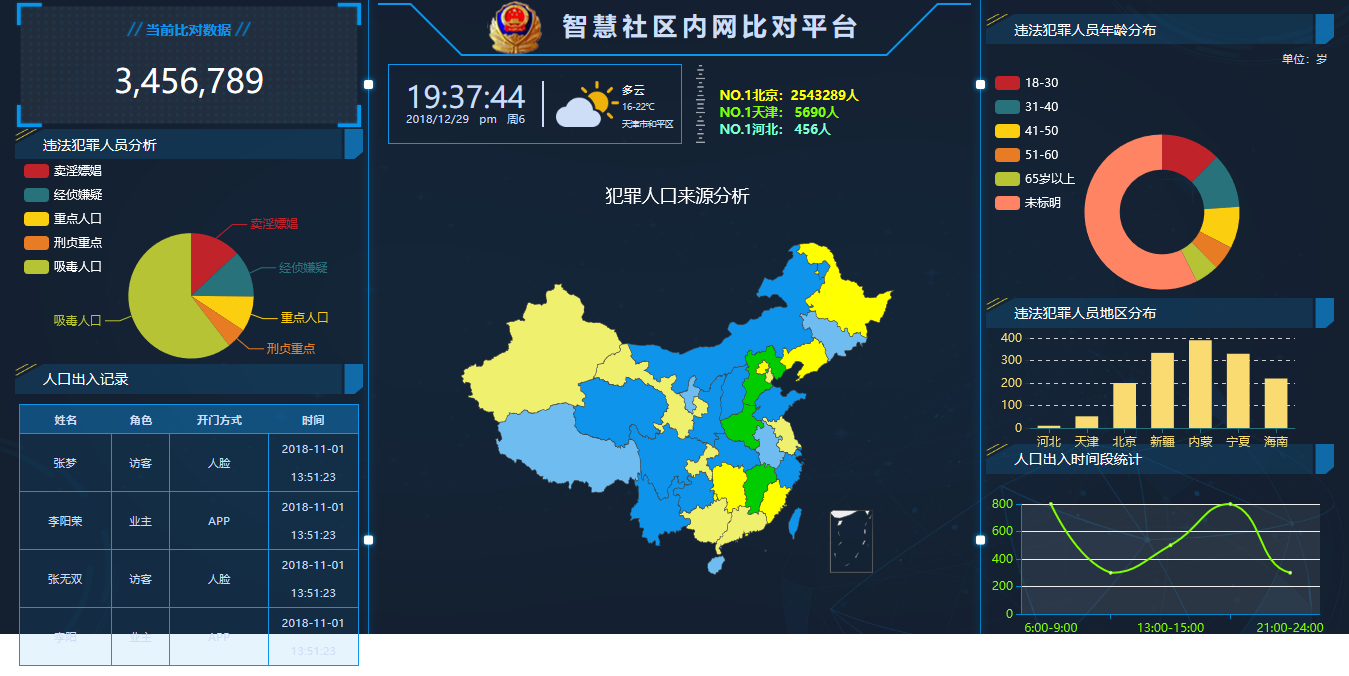 // 当前比对数据 //
3,456,789
违法犯罪人员分析
卖淫嫖娼
经侦嫌疑
重点人口
刑贞重点
吸毒人口
卖淫嫖娼
经侦嫌疑
重点人口
刑贞重点
吸毒人口
人口出入记录
姓名 角色 开门方式 时间
张梦 访客 人脸 2018-11-01 13:51:23
李阳荣 业主 APP 2018-11-01 13:51:23
张无双 访客 人脸 2018-11-01 13:51:23
李阳 业主 APP 2018-11-01 13:51:23
智慧社区内网比对平台
19:37:44
2018/12/29 pm 周6
多云
16-22℃
天津市和平区
NO.1北京: 2543289人
NO.1天津: 5690人
NO.1河北: 456人
犯罪人口来源分析
违法犯罪人员年龄分布
单位: 岁
18-30
31-40
41-50
51-60
65岁以上
未标明
违法犯罪人员地区分布
400
300
200
100
0
河北 天津 北京 新疆 内蒙 宁夏 海南
人口出入时间段统计
800
600
400
200
0
6:00-9:00 13:00-15:00 21:00-24:00